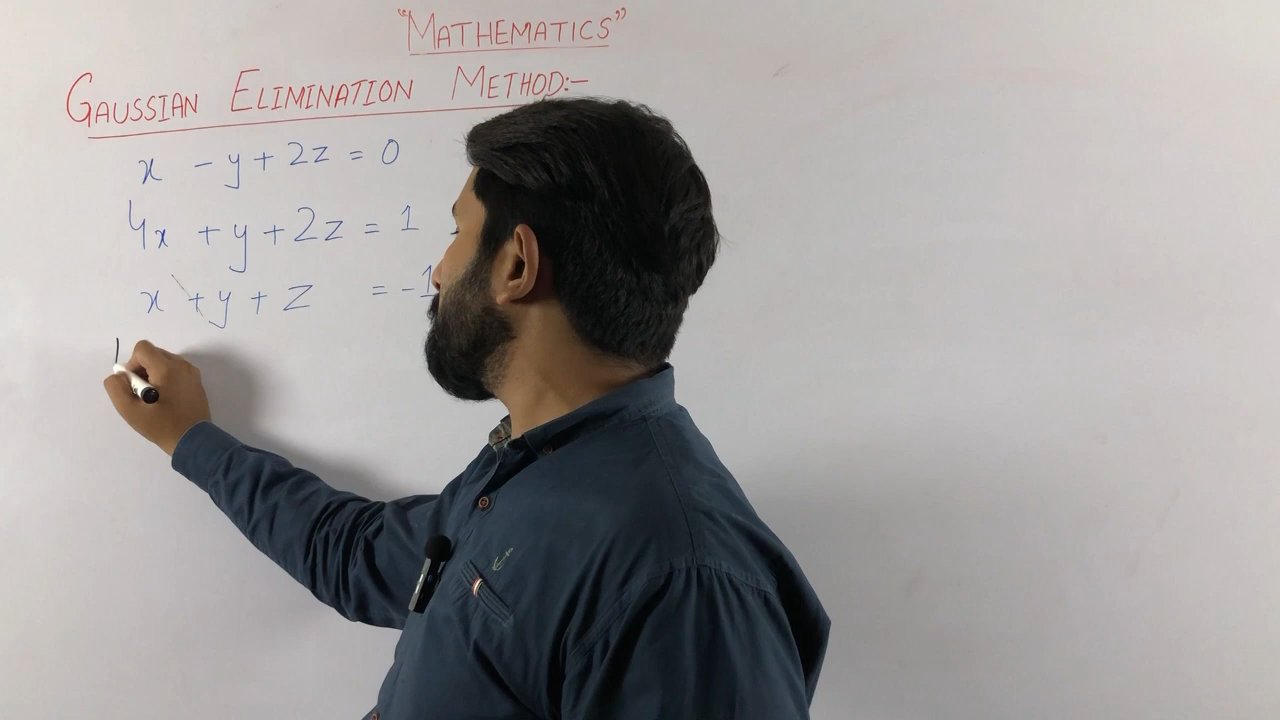 "MATHEMATICS"
GAUSSIAN ELIMINATION METHOD:-
x - y + 2z = 0
4x + y + 2z = 1
x + y + z = -1